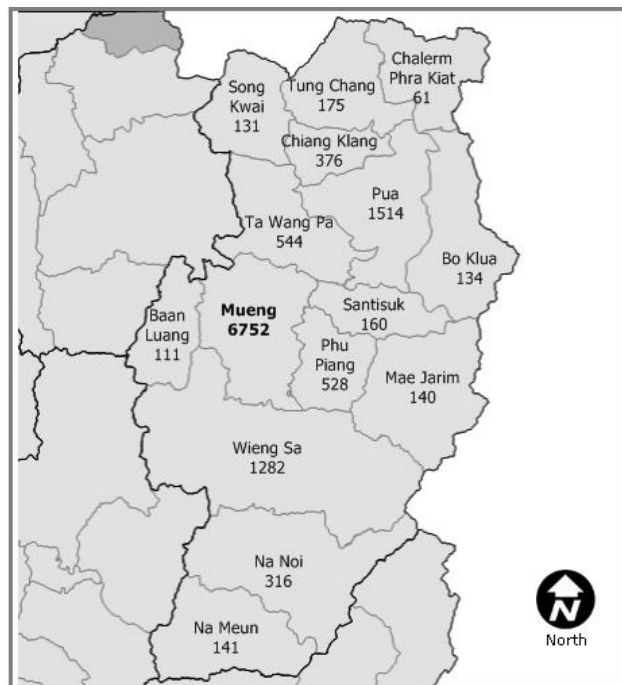 Chalerm
Phra Kiat
61
Tung Chang
175
Song
Kwai
131
Chiang Klang
376
Pua
1514
Ta Wang Pa
544
Bo Klua
134
Baan
Luang
111
Mueng
6752
Santisuk
160
Phu
Piang
528
Mae Jarim
140
Wieng Sa
1282
Na Noi
316
Na Meun
141
N
North